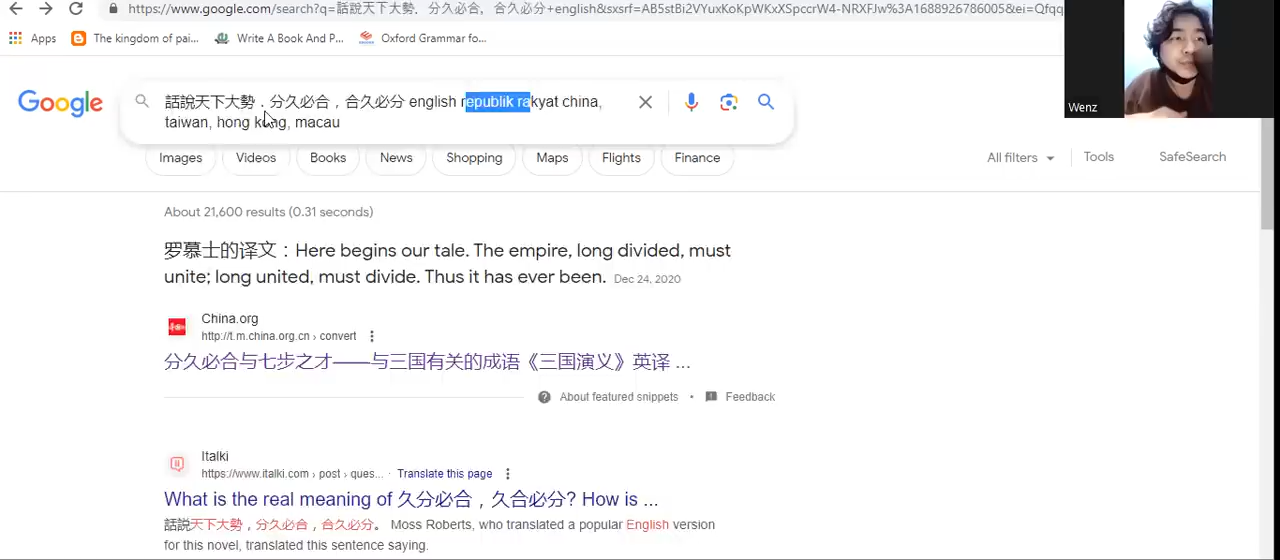 https://www.google.com/search?q=話說天下大勢．分久必合，合久必分+english&sxsrf=AB5stBi2VYuxKoKpWKxXSpccrW4-NRXFJw%3A1688926786005&ei=Qfqq
Apps The kingdom of pai... Write A Book And P... Oxford Grammar fo...
Google
話說天下大勢．分久必合，合久必分 english republik rakyat china,
taiwan, hong kong, macau
Wenz
Images Videos Books News Shopping Maps Flights Finance All filters Tools SafeSearch
About 21,600 results (0.31 seconds)
罗慕士的译文：Here begins our tale. The empire, long divided, must
unite; long united, must divide. Thus it has ever been. Dec 24, 2020
China.org
http://t.m.china.org.cn › convert
分久必合与七步之才——与三国有关的成语《三国演义》英译 ...
About featured snippets • Feedback
Italki
https://www.italki.com › post › ques... · Translate this page
What is the real meaning of 久分必合，久合必分? How is ...
話説天下大勢，分久必合，合久必分。 Moss Roberts, who translated a popular English version
for this novel, translated this sentence saying.